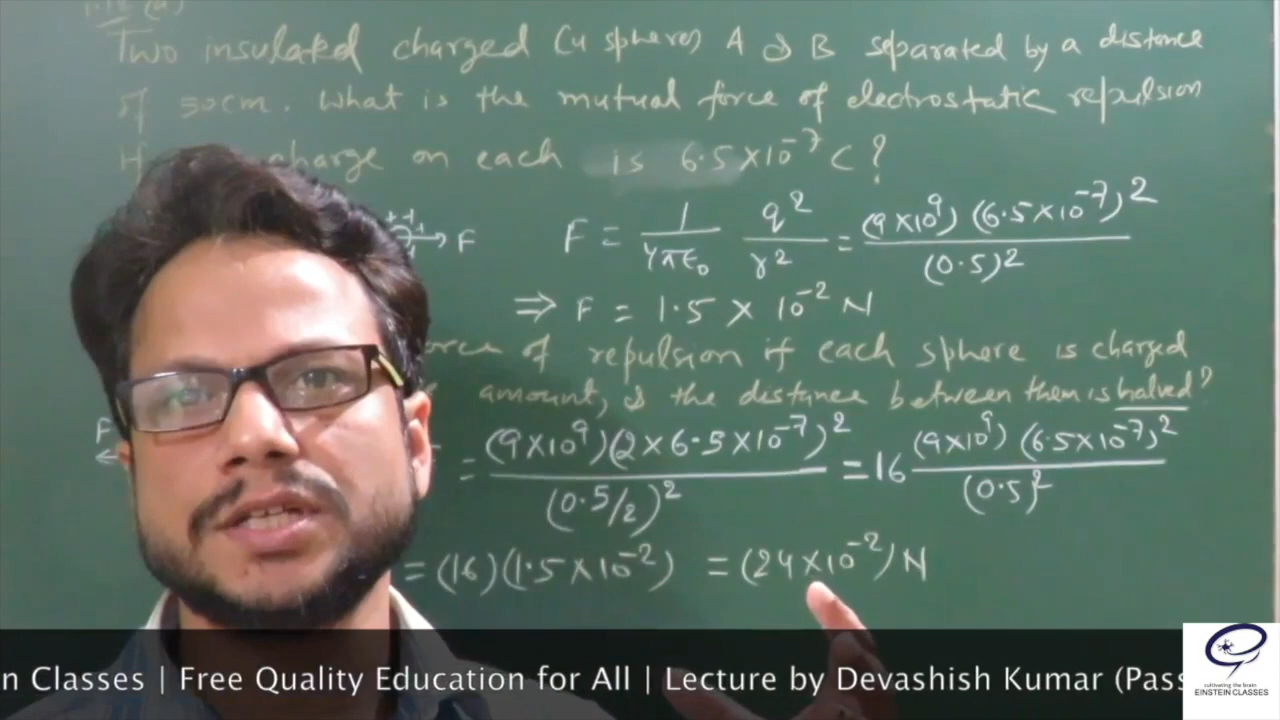 1.12 (a)
Two insulated charged Cu spheres A & B separated by a distance
of 50cm. What is the mutual force of electrostatic repulsion
If charge on each is 6.5×10⁻⁷ C?
F
F = 1/4πε₀ q²/r² = (9×10⁹) (6.5×10⁻⁷)²/(0.5)²
⇒ F = 1.5 × 10⁻² N
of repulsion if each sphere is charged
amount, & the distance between them is halved?
F
= (9×10⁹)(2×6.5×10⁻⁷)²/(0.5/2)² = 16 (9×10⁹) (6.5×10⁻⁷)²/(0.5)²
= (16)(1.5×10⁻²) = (24×10⁻²) N
n Classes | Free Quality Education for All | Lecture by Devashish Kumar (Pass
cultivating the brain
EINSTEIN CLASSES